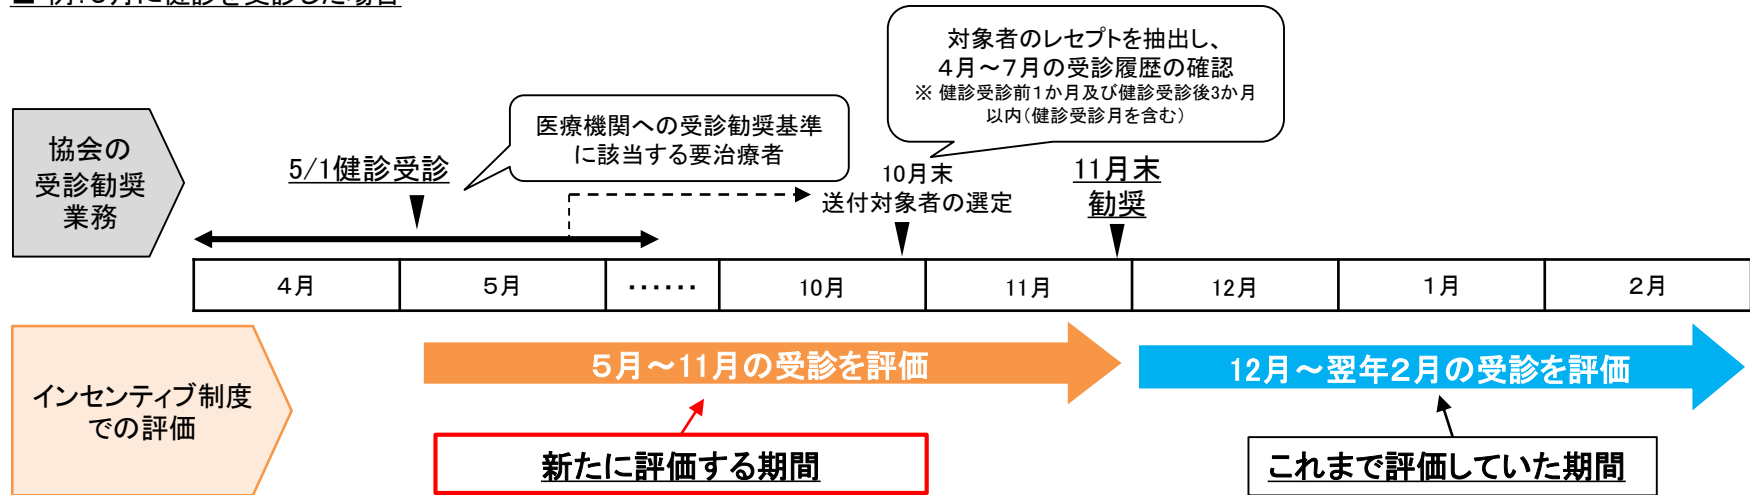 対象者のレセプトを抽出し、
４月～７月の受診履歴の確認
※ 健診受診前１か月及び健診受診後3か月
以内（健診受診月を含む）
医療機関への受診勧奨基準
に該当する要治療者
協会の
受診勧奨
業務
5/1健診受診
10月末
送付対象者の選定
11月末
勧奨
４月
５月
……
10月
11月
12月
１月
２月
インセンティブ制度
での評価
５月～11月の受診を評価
12月～翌年２月の受診を評価
新たに評価する期間
これまで評価していた期間